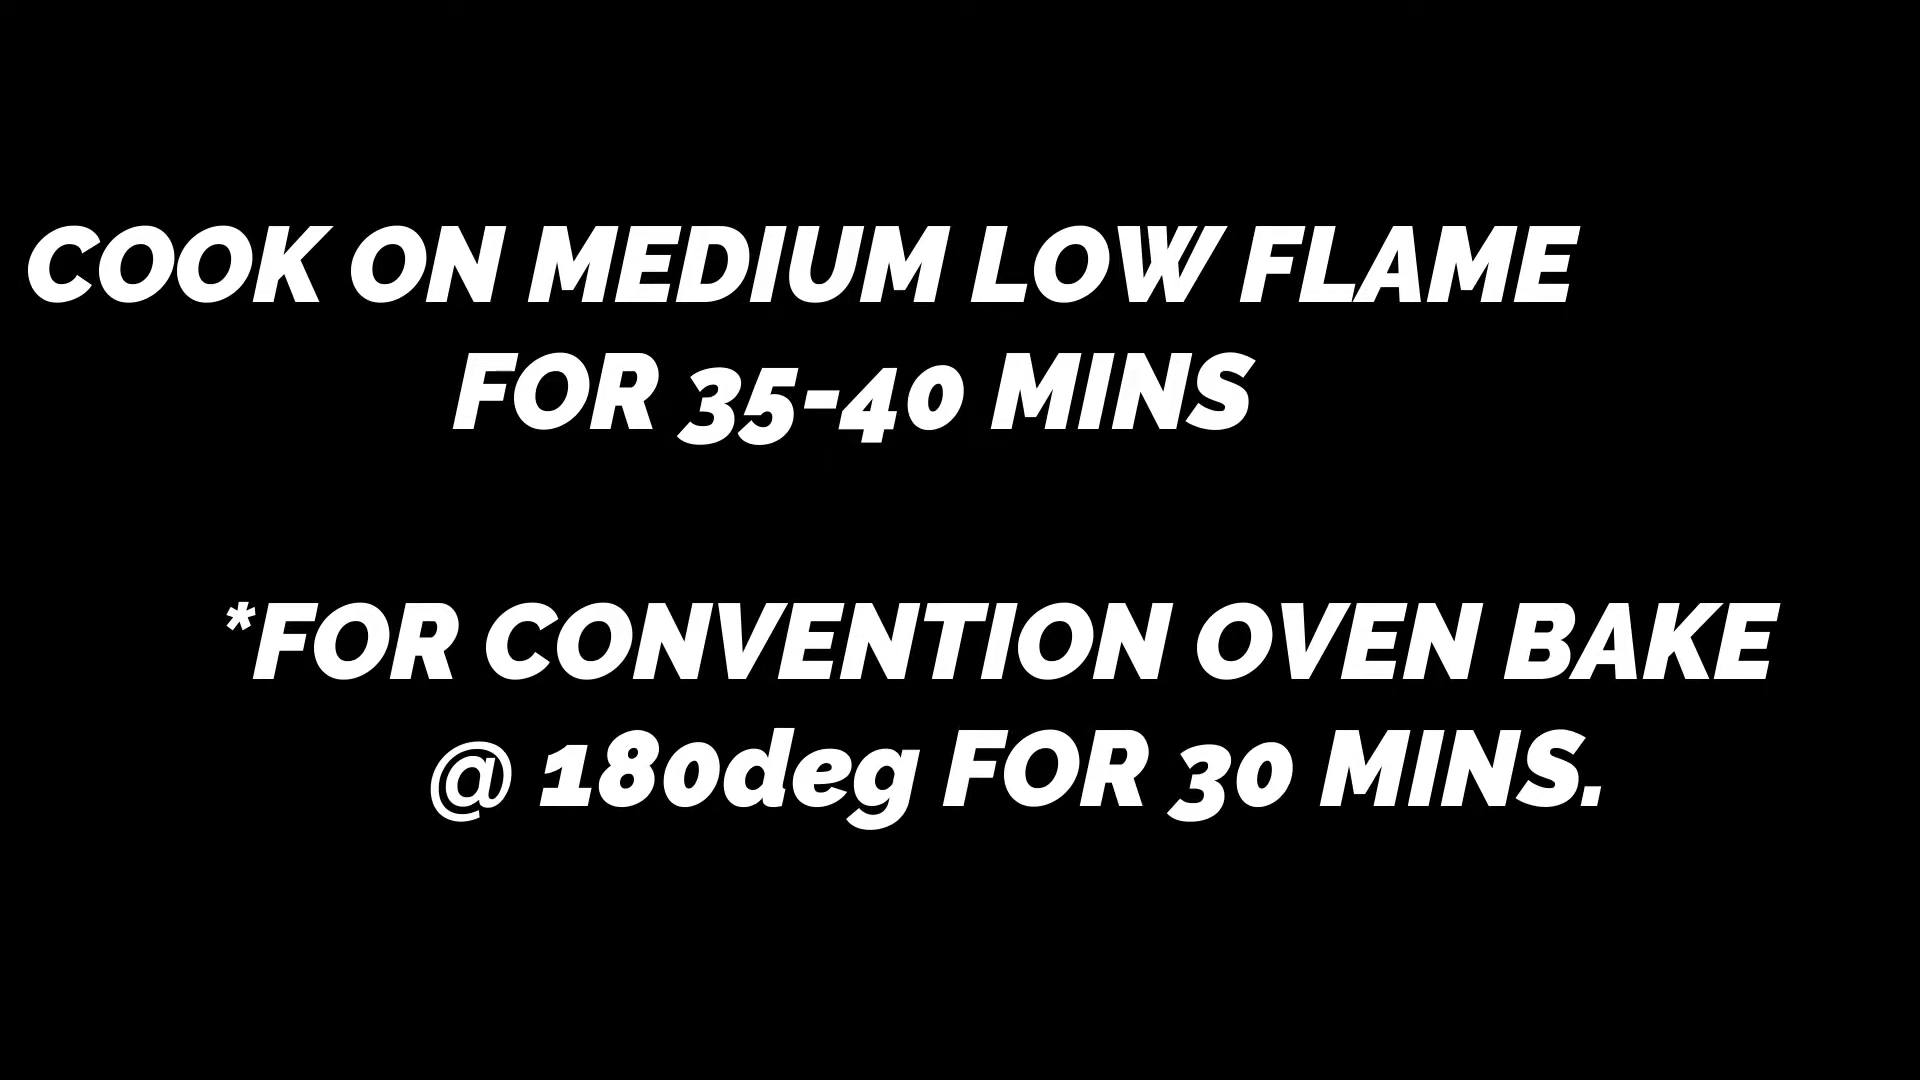 COOK ON MEDIUM LOW FLAME
FOR 35-40 MINS
*FOR CONVENTION OVEN BAKE
@ 180deg FOR 30 MINS.